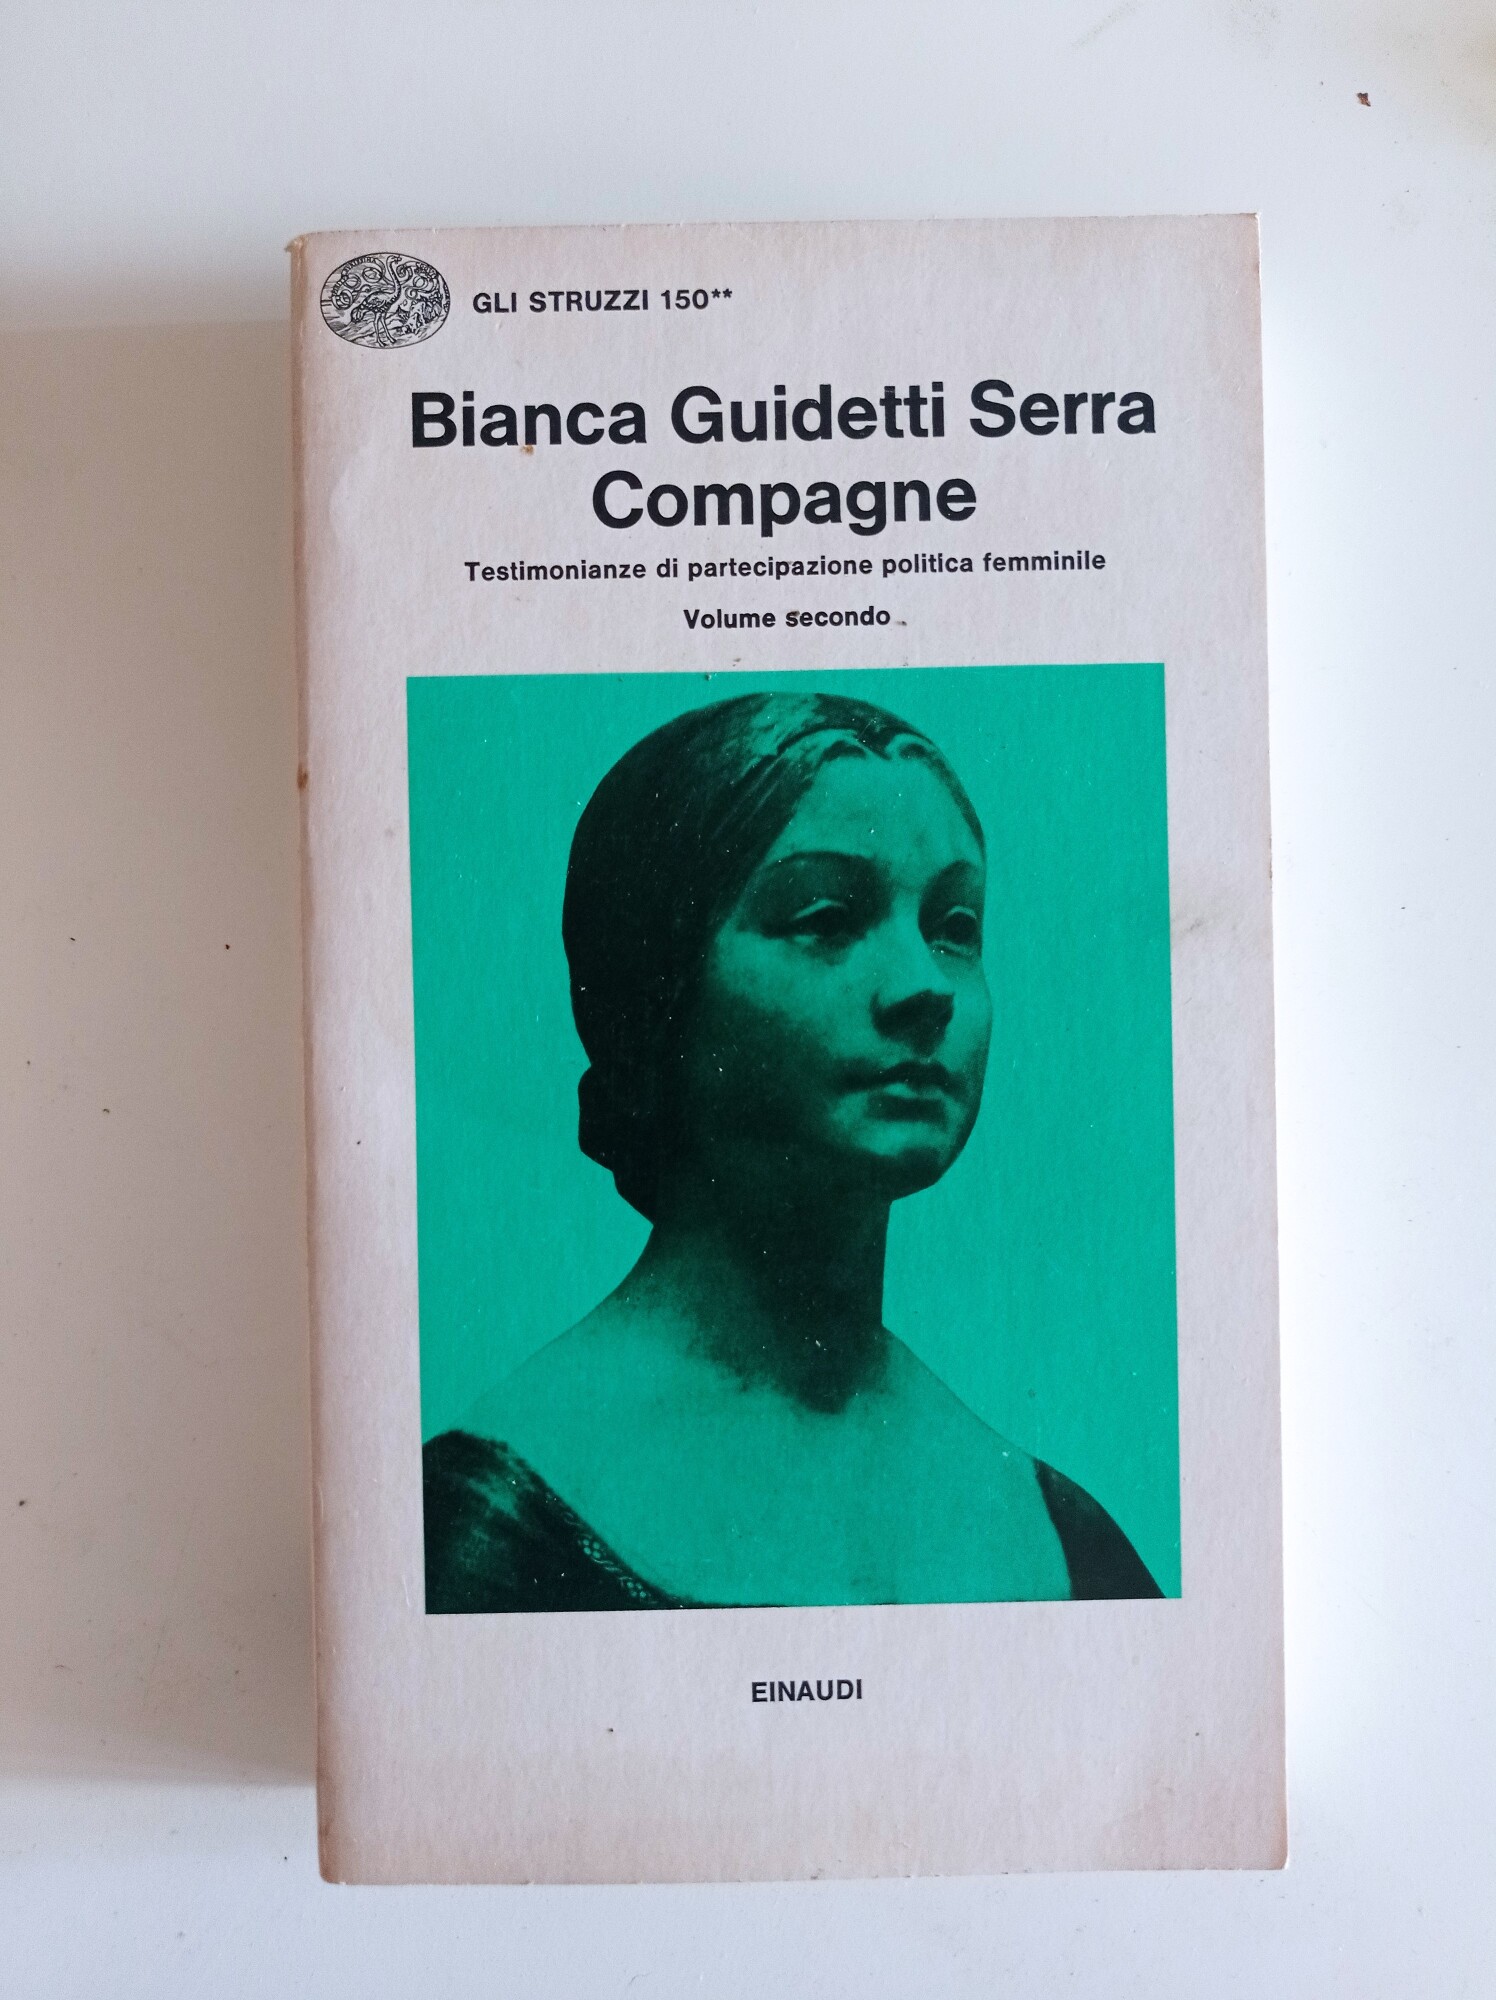 GLI STRUZZI 150**
Bianca Guidetti Serra
Compagne
Testimonianze di partecipazione politica femminile
Volume secondo
EINAUDI